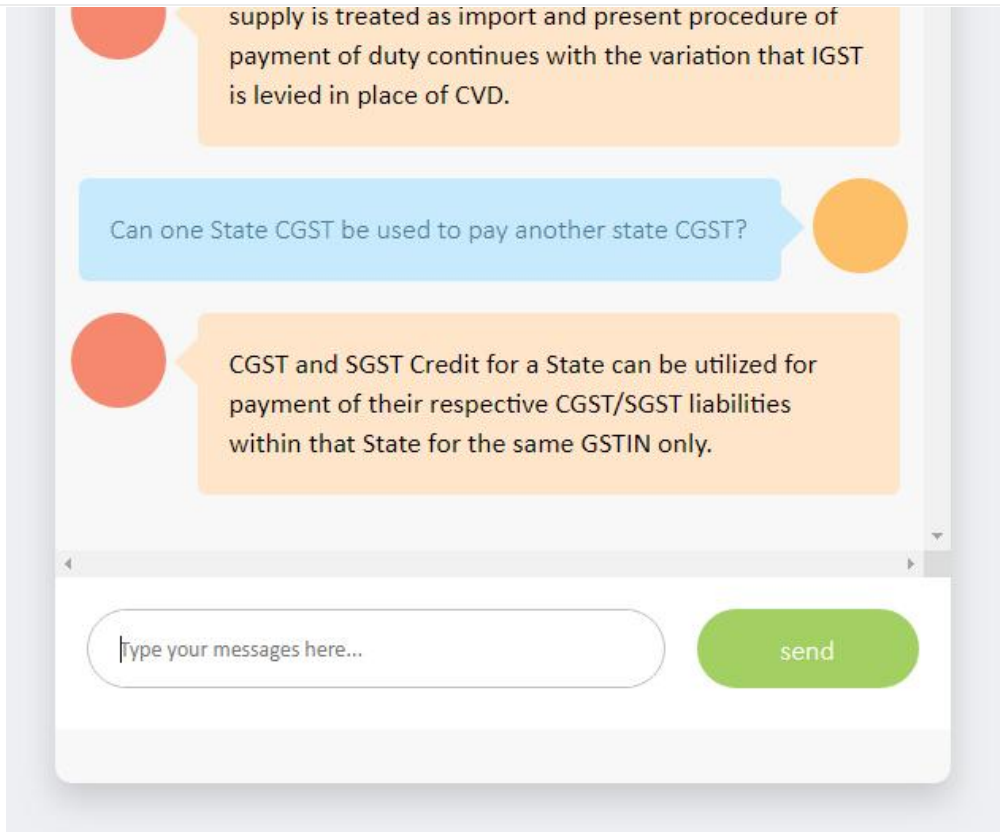 supply is treated as import and present procedure of
payment of duty continues with the variation that IGST
is levied in place of CVD.
Can one State CGST be used to pay another state CGST?
CGST and SGST Credit for a State can be utilized for
payment of their respective CGST/SGST liabilities
within that State for the same GSTIN only.
Type your messages here...
send